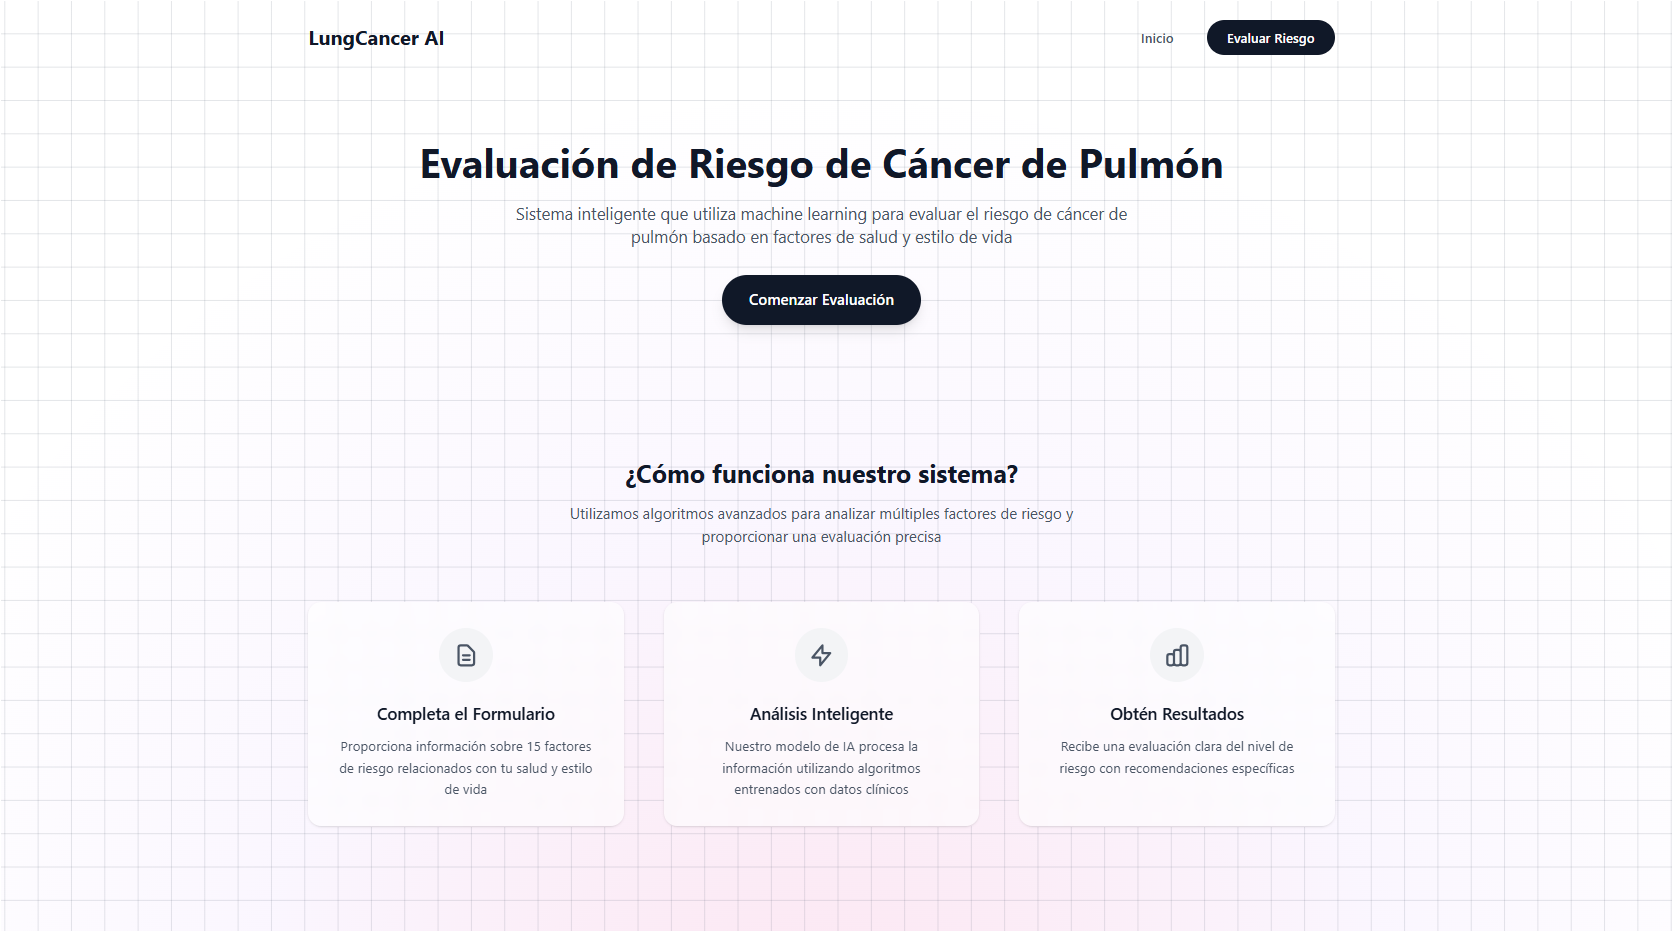 LungCancer AI
Inicio
Evaluar Riesgo
Evaluación de Riesgo de Cáncer de Pulmón
Sistema inteligente que utiliza machine learning para evaluar el riesgo de cáncer de
pulmón basado en factores de salud y estilo de vida
Comenzar Evaluación
¿Cómo funciona nuestro sistema?
Utilizamos algoritmos avanzados para analizar múltiples factores de riesgo y
proporcionar una evaluación precisa
Completa el Formulario
Proporciona información sobre 15 factores
de riesgo relacionados con tu salud y estilo
de vida
Análisis Inteligente
Nuestro modelo de IA procesa la
información utilizando algoritmos
entrenados con datos clínicos
Obtén Resultados
Recibe una evaluación clara del nivel de
riesgo con recomendaciones específicas